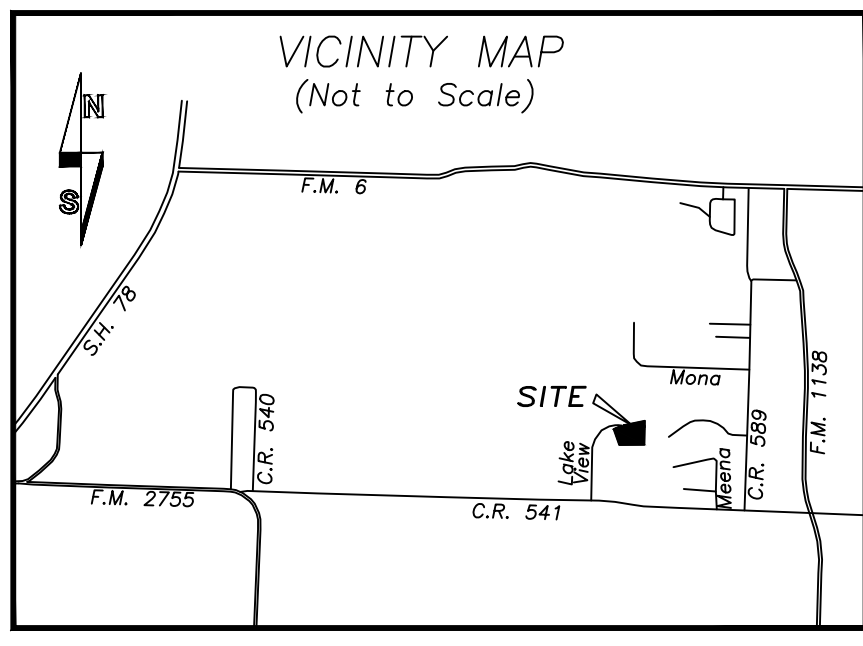 VICINITY MAP
(Not to Scale)
N
S
F.M. 6
S.H. 78
Mona
F.M. 1138
SITE
C.R. 540
C.R. 589
Lake
View
Meena
F.M. 2755
C.R. 541